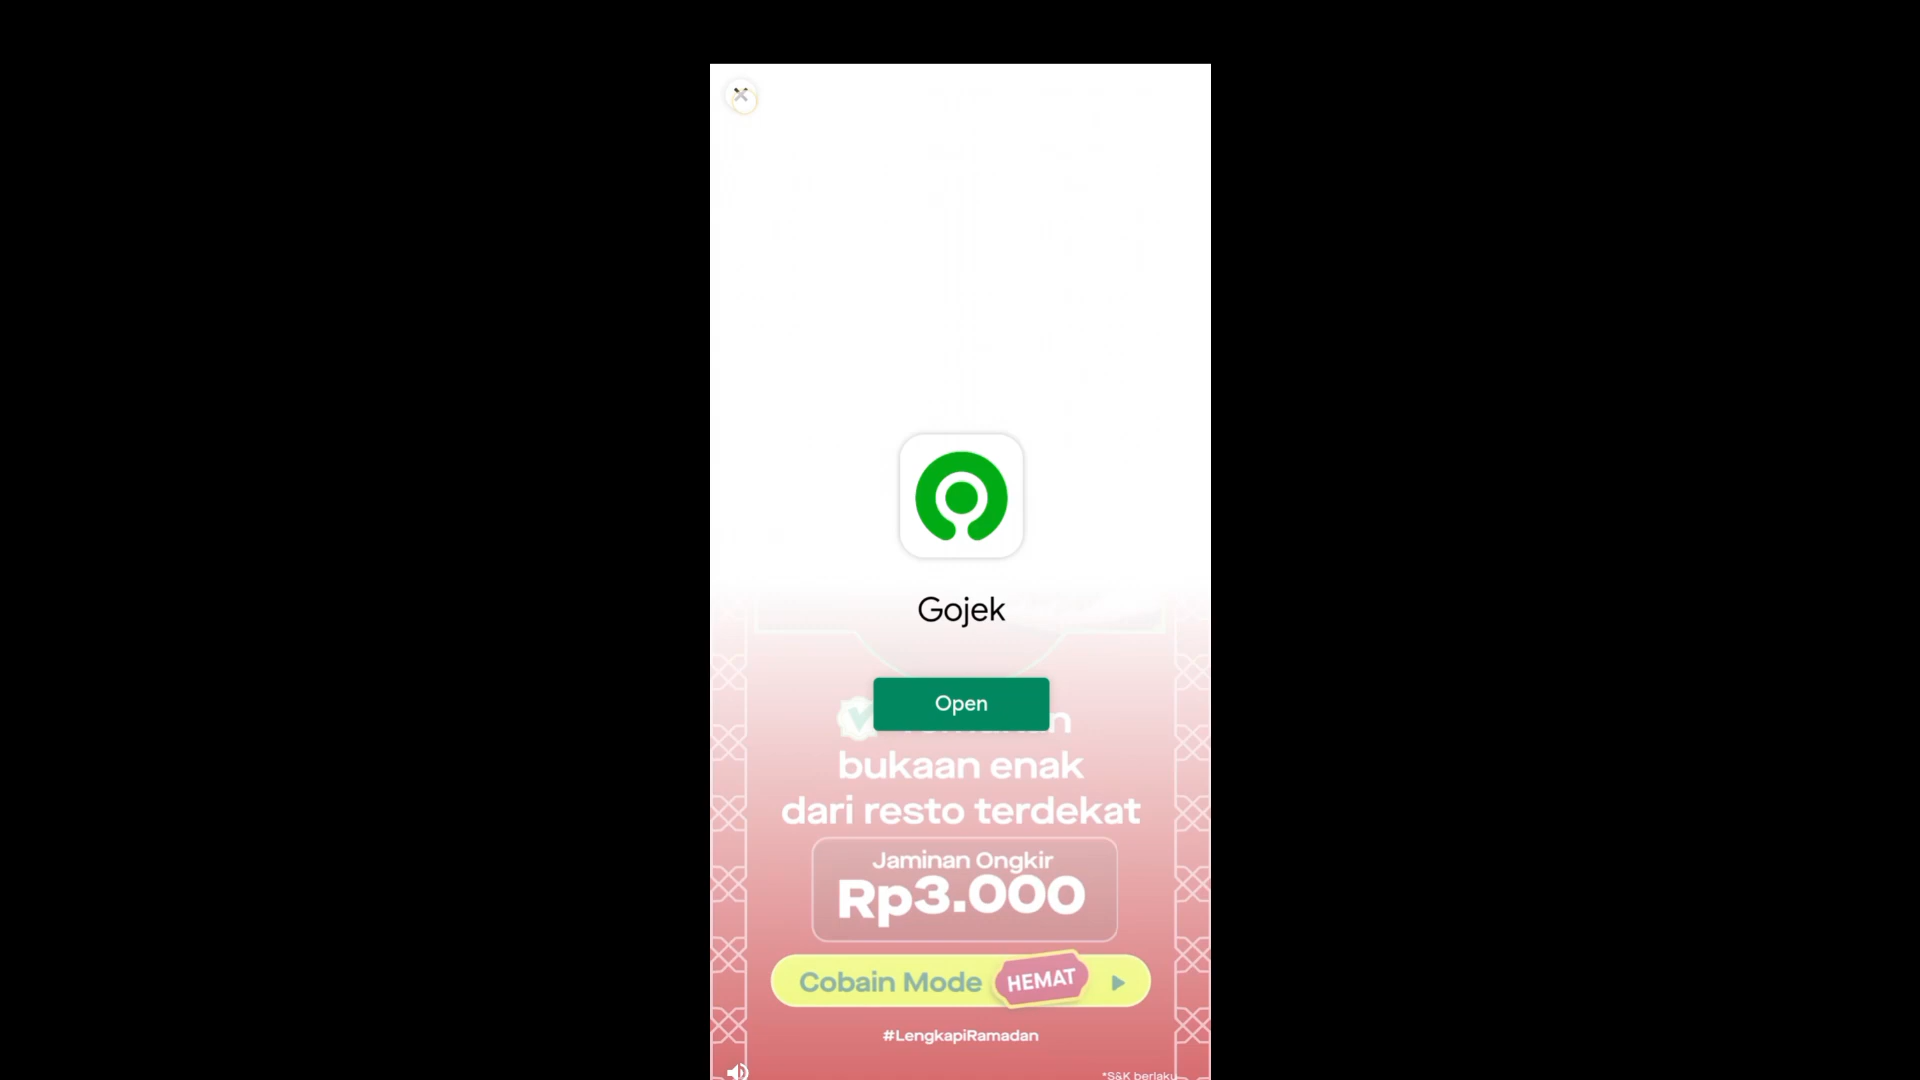 Gojek
Open
bukaan enak
dari resto terdekat
Jaminan Ongkir
Rp3.000
Cobain Mode HEMAT
#LengkapiRamadan
*S&K berlaku